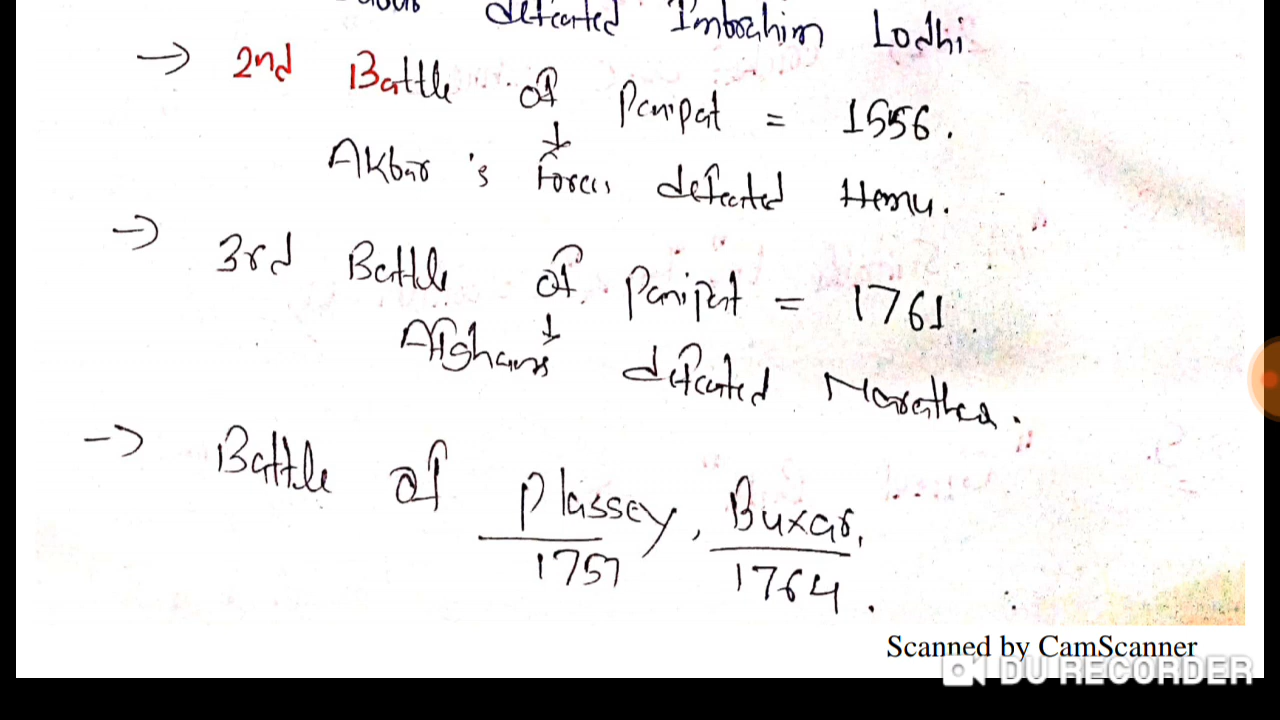 defeated Imbrahim Lodhi
→ 2nd Battle of Panipat = 1556.
↓
Akbar's Forces defeated Hemu.
→ 3rd Battle of Panipat = 1761.
↓
Afghans defeated Marathas.
→ Battle of Plassey, Buxar,
1757 1764.
Scanned by CamScanner
DU RECORDER